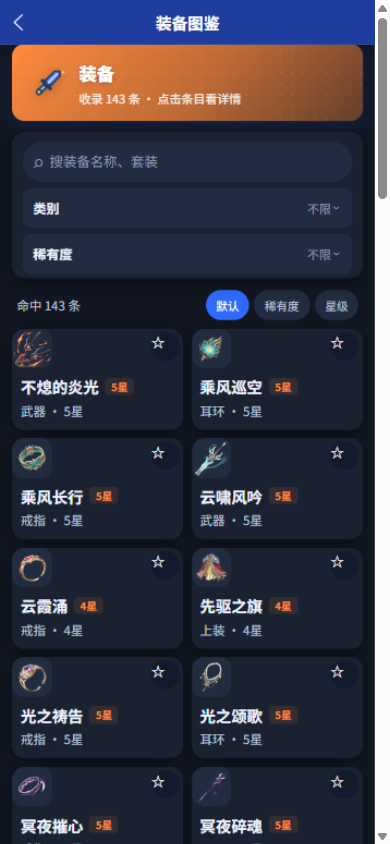 装备图鉴
装备
收录 143 条 · 点击条目看详情
搜装备名称、套装
类别 不限
稀有度 不限
命中 143 条 默认 稀有度 星级
不熄的炎光 5星
武器 · 5星
乘风巡空 5星
耳环 · 5星
乘风长行 5星
戒指 · 5星
云啸风吟 5星
武器 · 5星
云霞涌 4星
戒指 · 4星
先驱之旗 4星
上装 · 4星
光之祷告 5星
戒指 · 5星
光之颂歌 5星
耳环 · 5星
冥夜摧心 5星
冥夜碎魂 5星